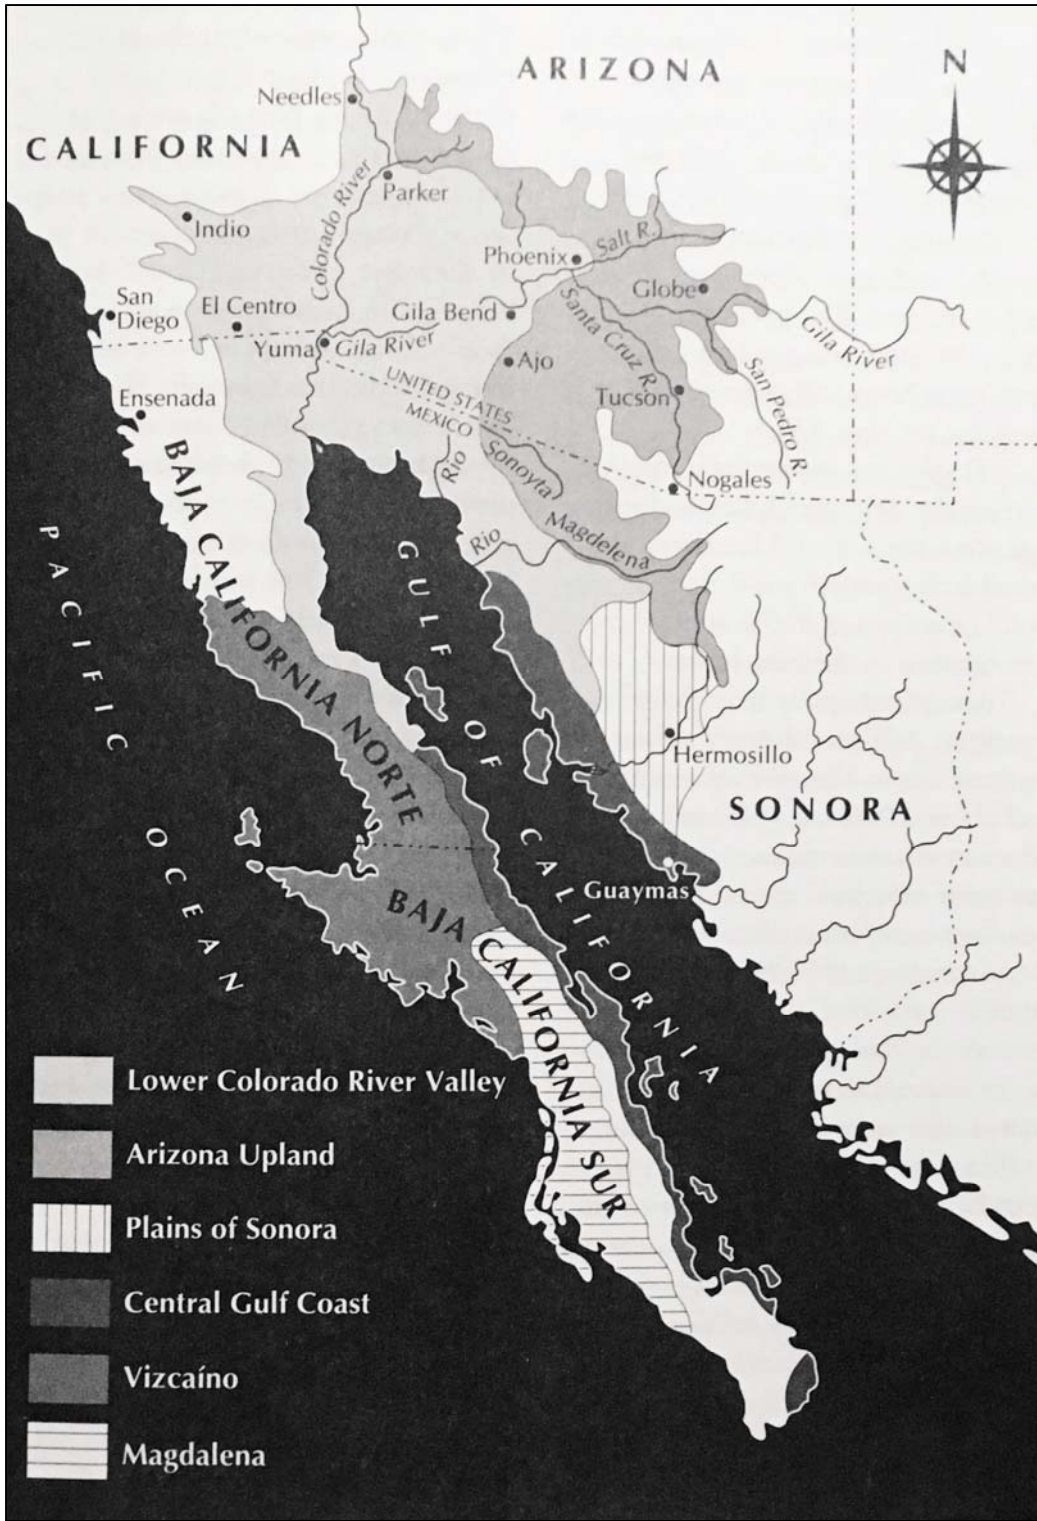 ARIZONA
N
Needles
CALIFORNIA
Colorado River
Parker
Indio
Phoenix
Salt R.
San
Diego
El Centro
Gila Bend
Globe
Santa Cruz R.
Gila River
Yuma
Gila River
Ajo
UNITED STATES
MEXICO
Tucson
San Pedro R.
Ensenada
Rio
Sonoyta
Nogales
BAJA CALIFORNIA NORTE
Rio
Magdelena
PACIFIC
OCEAN
GULF OF CALIFORNIA
Hermosillo
SONORA
Guaymas
BAJA CALIFORNIA SUR
Lower Colorado River Valley
Arizona Upland
Plains of Sonora
Central Gulf Coast
Vizcaíno
Magdalena